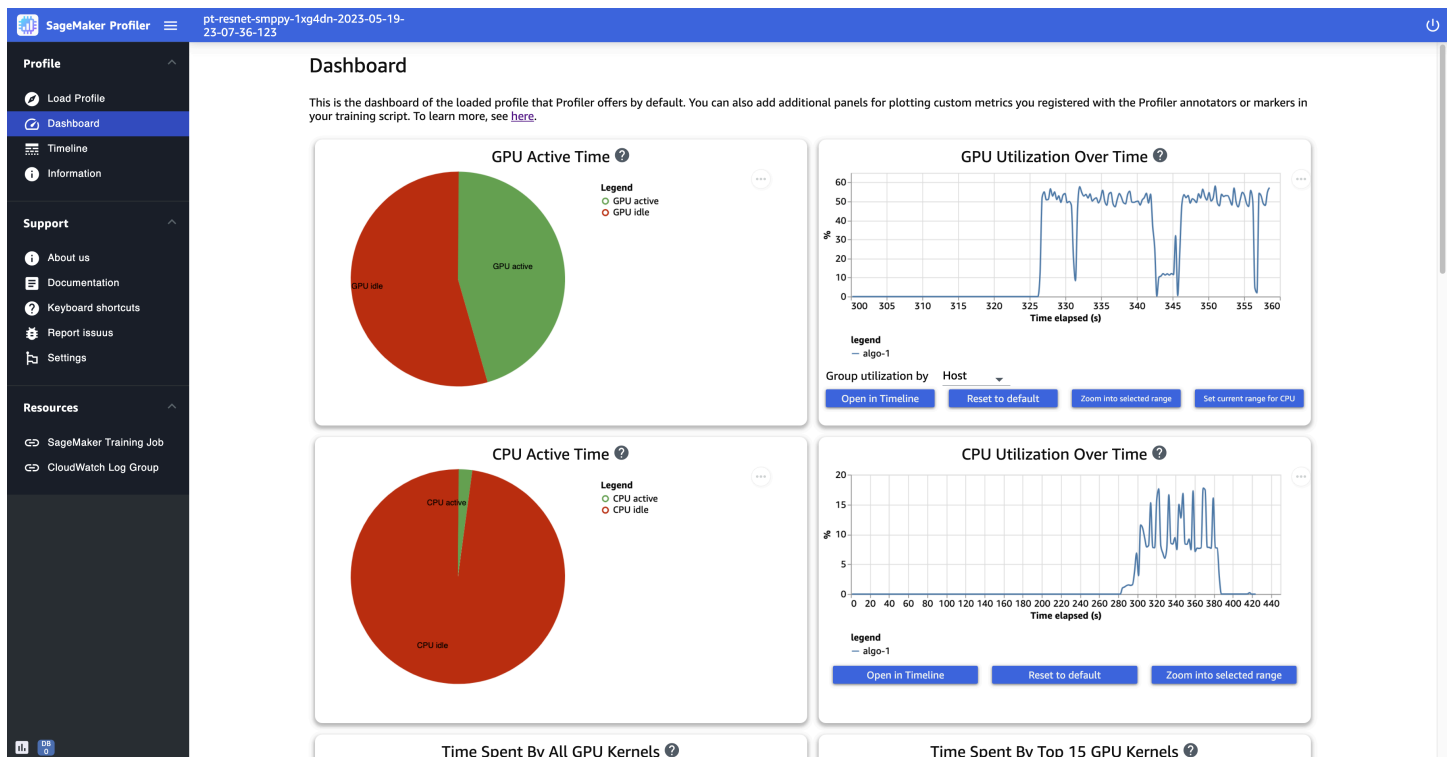 SageMaker Profiler
pt-resnet-smppy-1xg4dn-2023-05-19-
23-07-36-123
Profile
Load Profile
Dashboard
Timeline
Information
Support
About us
Documentation
Keyboard shortcuts
Report issuus
Settings
Resources
SageMaker Training Job
CloudWatch Log Group
DB
0
Dashboard
This is the dashboard of the loaded profile that Profiler offers by default. You can also add additional panels for plotting custom metrics you registered with the Profiler annotators or markers in
your training script. To learn more, see here.
GPU Active Time ?
Legend
GPU active
GPU idle
GPU active
GPU idle
GPU Utilization Over Time ?
60
50
40
30
20
10
0
%
300 305 310 315 320 325 330 335 340 345 350 355 360
Time elapsed (s)
legend
algo-1
Group utilization by Host
Open in Timeline Reset to default Zoom into selected range Set current range for CPU
CPU Active Time ?
Legend
CPU active
CPU idle
CPU active
CPU idle
CPU Utilization Over Time ?
20
15
10
5
0
%
0 20 40 60 80 100 120 140 160 180 200 220 240 260 280 300 320 340 360 380 400 420 440
Time elapsed (s)
legend
algo-1
Open in Timeline Reset to default Zoom into selected range
Time Spent By All GPU Kernels ?
Time Spent By Top 15 GPU Kernels ?